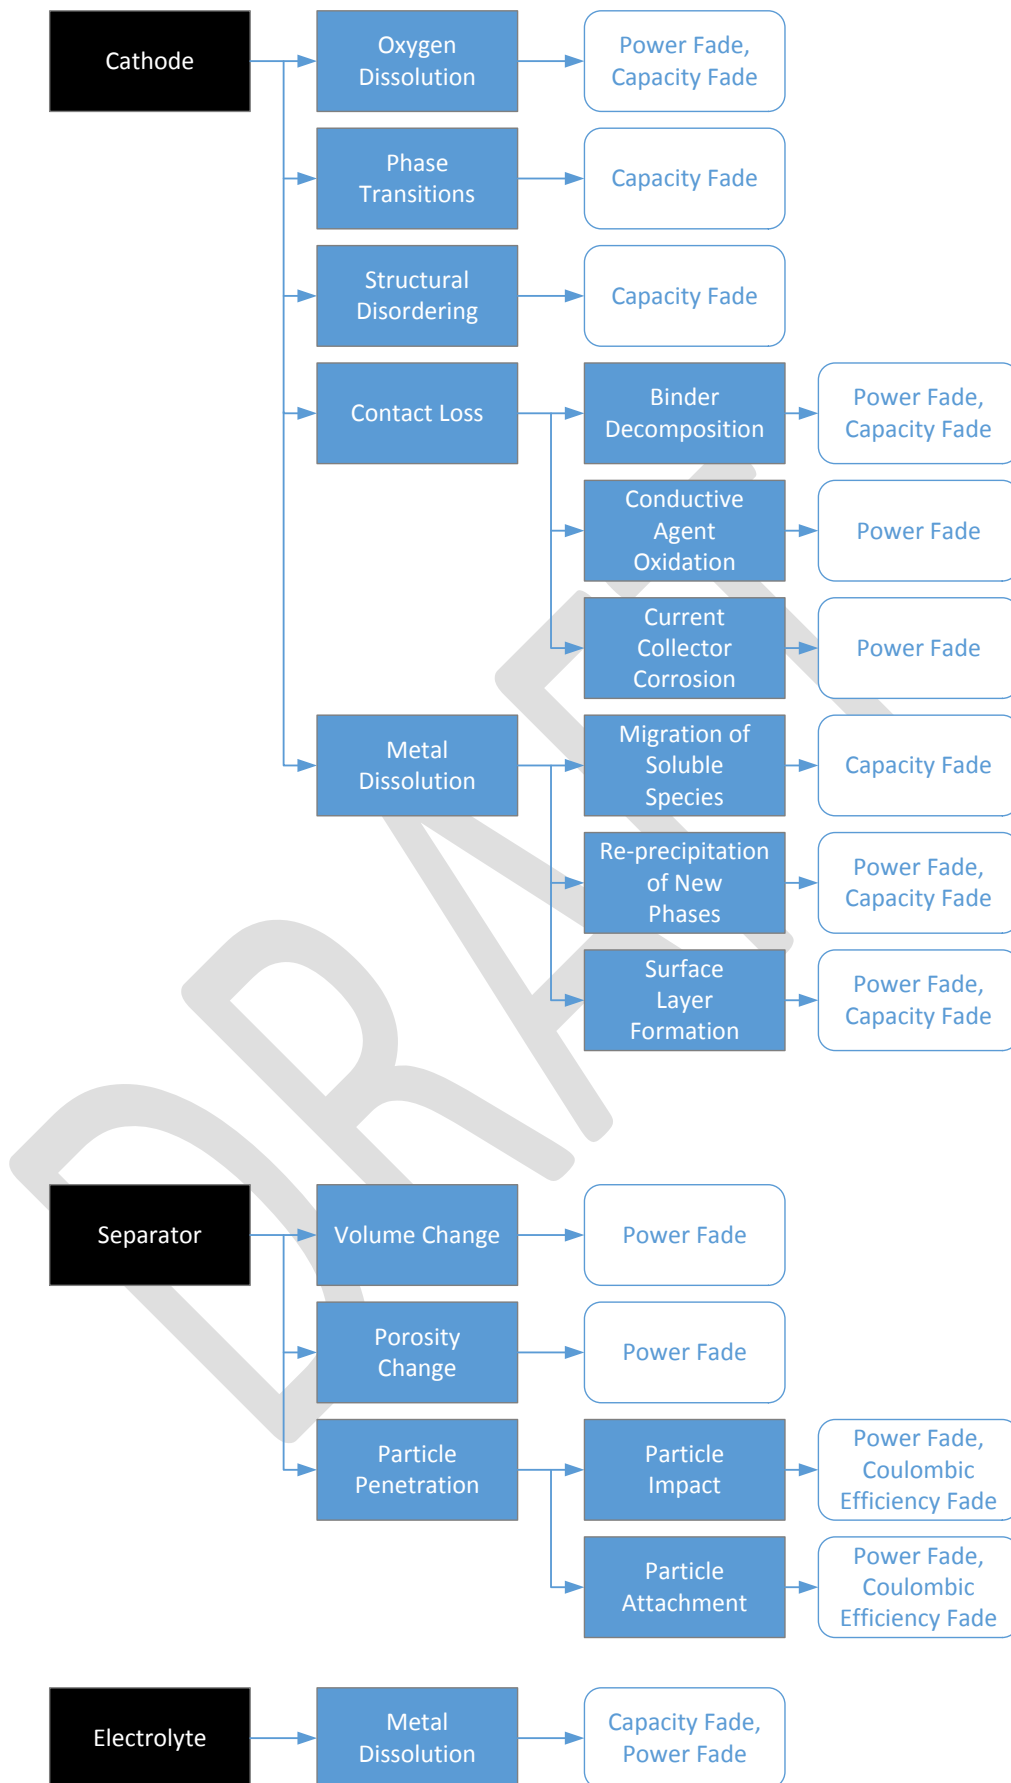 Cathode
Oxygen
Dissolution
Power Fade,
Capacity Fade
Phase
Transitions
Capacity Fade
Structural
Disordering
Capacity Fade
Contact Loss
Binder
Decomposition
Power Fade,
Capacity Fade
Conductive
Agent
Oxidation
Power Fade
Current
Collector
Corrosion
Power Fade
Metal
Dissolution
Migration of
Soluble
Species
Capacity Fade
Re-precipitation
of New
Phases
Power Fade,
Capacity Fade
Surface
Layer
Formation
Power Fade,
Capacity Fade
DRAFT
Separator
Volume Change
Power Fade
Porosity
Change
Power Fade
Particle
Penetration
Particle
Impact
Power Fade,
Coulombic
Efficiency Fade
Particle
Attachment
Power Fade,
Coulombic
Efficiency Fade
Electrolyte
Metal
Dissolution
Capacity Fade,
Power Fade